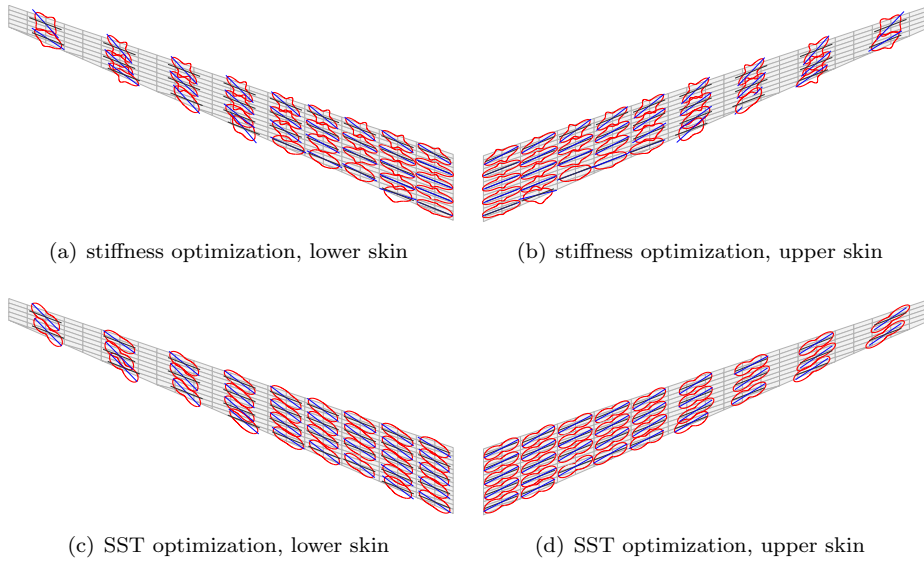 (a) stiffness optimization, lower skin
(b) stiffness optimization, upper skin
(c) SST optimization, lower skin
(d) SST optimization, upper skin